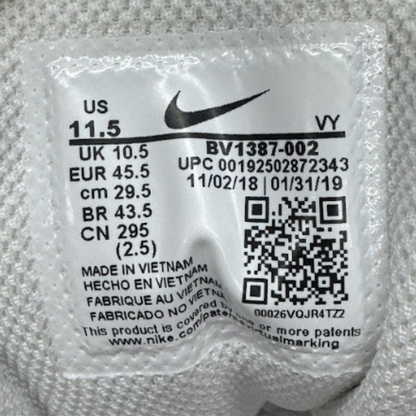 US
11.5 VY
UK 10.5 BV1387-002
EUR 45.5 UPC 00192502872343
cm 29.5 11/02/18 | 01/31/19
BR 43.5
CN 295
(2.5)
MADE IN VIETNAM
HECHO EN VIETNAM
FABRIQUE AU VIETNAM
FABRICADO NO VIETNAM
00026VQJR4TZ2
This product is by one or more patents
www.nike.com/patents
marking